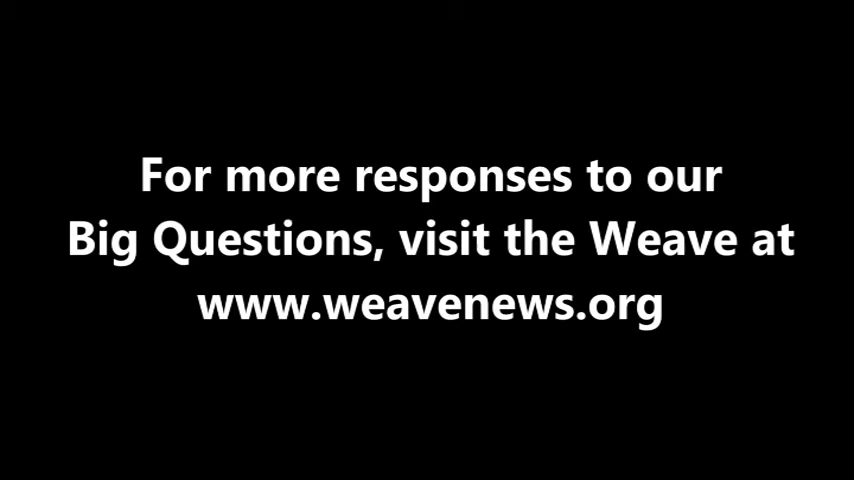 For more responses to our
Big Questions, visit the Weave at
www.weavenews.org